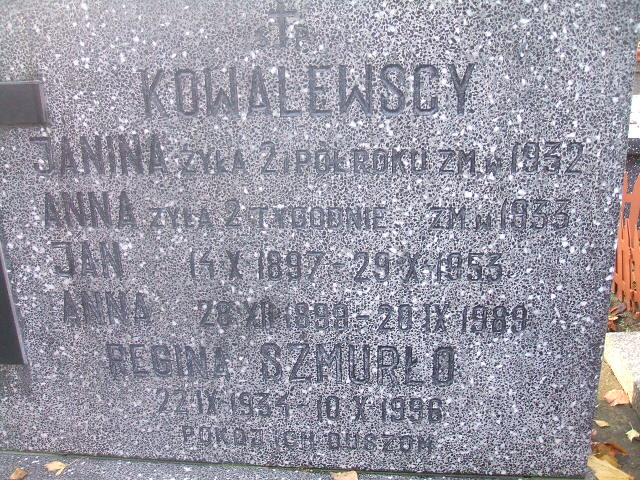 Ś P
KOWALEWSCY
JANINA ŻYŁA 2 I PÓŁ ROKU ZM.W 1932
ANNA ŻYŁA 2 TYGODNIE ZM.W 1933
JAN 14 X 1897 - 29 X 1953
ANNA 28 XII 1899 - 20 IX 1989
REGINA SZMURŁO
22 IX 1934 - 10 X 1996
POKÓJ ICH DUSZOM